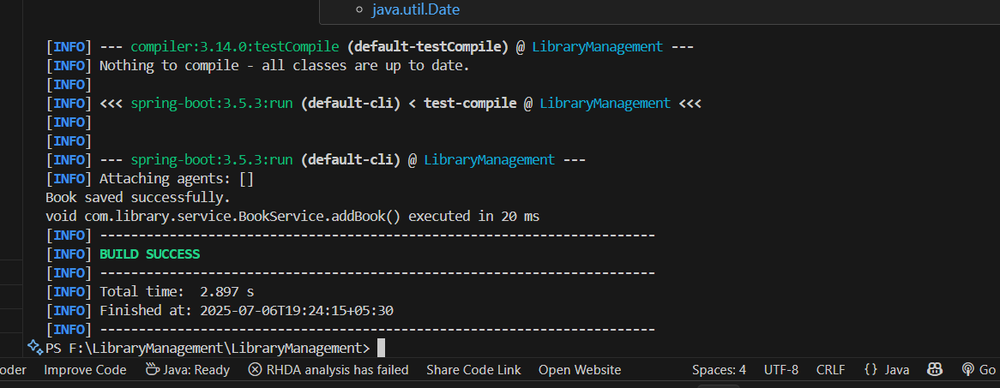 java.util.Date
[INFO] --- compiler:3.14.0:testCompile (default-testCompile) @ LibraryManagement ---
[INFO] Nothing to compile - all classes are up to date.
[INFO]
[INFO] <<< spring-boot:3.5.3:run (default-cli) < test-compile @ LibraryManagement <<<
[INFO]
[INFO]
[INFO] --- spring-boot:3.5.3:run (default-cli) @ LibraryManagement ---
[INFO] Attaching agents: []
Book saved successfully.
void com.library.service.BookService.addBook() executed in 20 ms
[INFO] ------------------------------------------------------------------------
[INFO] BUILD SUCCESS
[INFO] ------------------------------------------------------------------------
[INFO] Total time:  2.897 s
[INFO] Finished at: 2025-07-06T19:24:15+05:30
[INFO] ------------------------------------------------------------------------
PS F:\LibraryManagement\LibraryManagement>
oder Improve Code Java: Ready RHDA analysis has failed Share Code Link Open Website Spaces: 4 UTF-8 CRLF {} Java Go